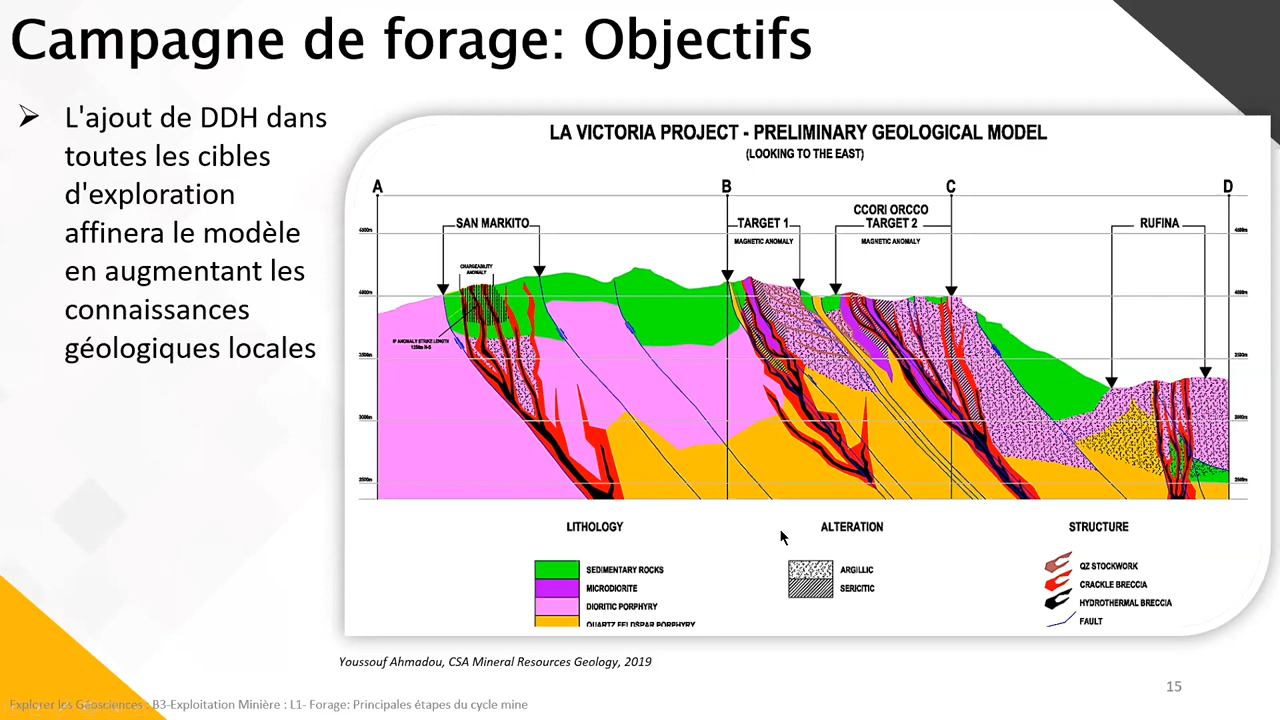 Campagne de forage: Objectifs
L'ajout de DDH dans
toutes les cibles
d'exploration
affinera le modèle
en augmentant les
connaissances
géologiques locales
LA VICTORIA PROJECT - PRELIMINARY GEOLOGICAL MODEL
(LOOKING TO THE EAST)
A B C D
SAN MARKITO
TARGET 1
MAGNETIC ANOMALY
CCORI ORCCO
TARGET 2
MAGNETIC ANOMALY
RUFINA
CHARGEABILITY
ANOMALY
IP ANOMALY STRIKE LENGTH
4000m
3500m
3000m
2500m
LITHOLOGY
SEDIMENTARY ROCKS
MICRODIORITE
DIORITIC PORPHYRY
QUARTZ FELDSPAR PORPHYRY
ALTERATION
ARGILLIC
SERICITIC
STRUCTURE
QZ STOCKWORK
CRACKLE BRECCIA
HYDROTHERMAL BRECCIA
FAULT
Youssouf Ahmadou, CSA Mineral Resources Geology, 2019
15
Explorer les Géosciences : B3-Exploitation Minière : L1- Forage: Principales étapes du cycle mine